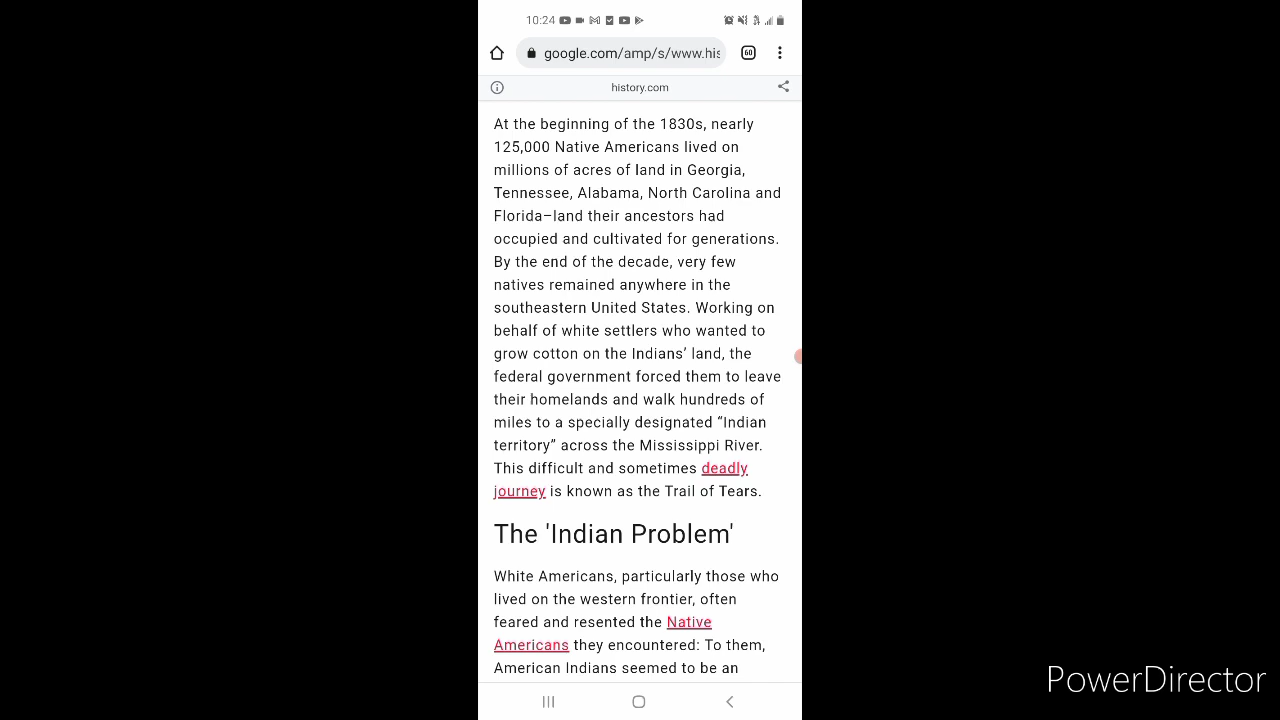 10:24
google.com/amp/s/www.his
60
history.com
At the beginning of the 1830s, nearly
125,000 Native Americans lived on
millions of acres of land in Georgia,
Tennessee, Alabama, North Carolina and
Florida–land their ancestors had
occupied and cultivated for generations.
By the end of the decade, very few
natives remained anywhere in the
southeastern United States. Working on
behalf of white settlers who wanted to
grow cotton on the Indians’ land, the
federal government forced them to leave
their homelands and walk hundreds of
miles to a specially designated “Indian
territory” across the Mississippi River.
This difficult and sometimes deadly
journey is known as the Trail of Tears.
The 'Indian Problem'
White Americans, particularly those who
lived on the western frontier, often
feared and resented the Native
Americans they encountered: To them,
American Indians seemed to be an
PowerDirector